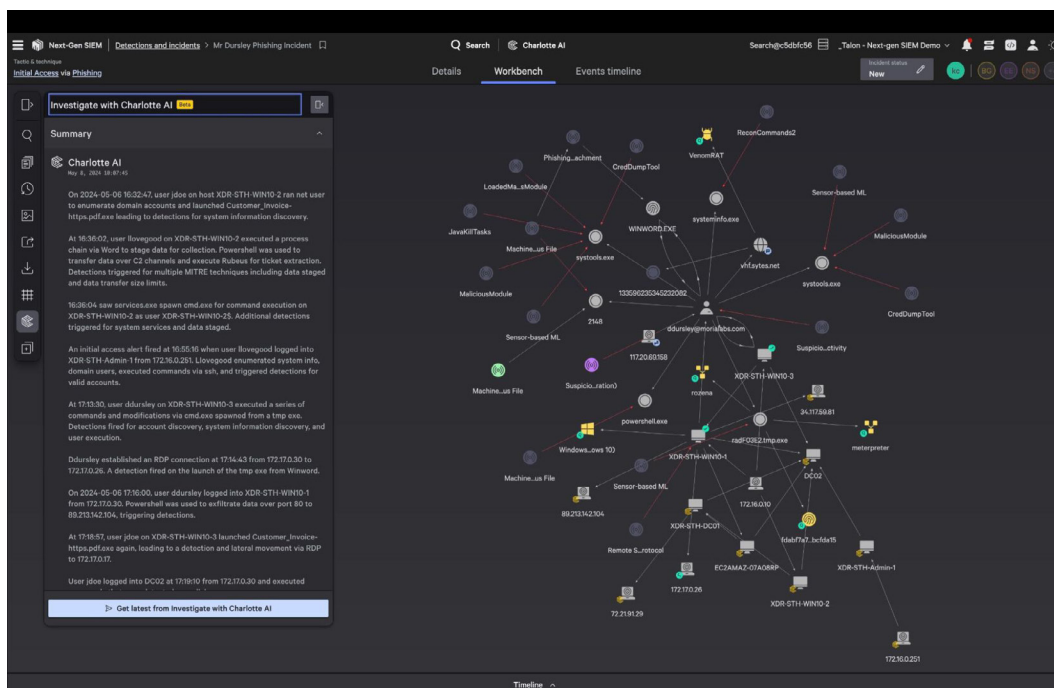 Next-Gen SIEM | Detections and Incidents > Mr Dursley Phishing Incident
Search
Charlotte AI
Search@c5dbfc56
_Talon - Next-gen SIEM Demo
Tactic & technique
Initial Access via Phishing
Details
Workbench
Events timeline
Incident status
New
kc
BG
Investigate with Charlotte AI Beta
Summary
Charlotte AI
May 8, 2024 10:07:45
On 2024-05-06 16:32:47, user jdoe on host XDR-STH-WIN10-2 ran net user
to enumerate domain accounts and launched Customer_Invoice-
https.pdf.exe leading to detections for system information discovery.
At 16:36:02, user llovegood on XDR-STH-WIN10-2 executed a process
chain via Word to stage data for collection. Powershell was used to
transfer data over C2 channels and execute Rubeus for ticket extraction.
Detections triggered for multiple MITRE techniques including data staged
and data transfer size limits.
16:36:04 saw services.exe spawn cmd.exe for command execution on
XDR-STH-WIN10-2 as user XDR-STH-WIN10-2$. Additional detections
triggered for system services and data staged.
An initial access alert fired at 16:55:16 when user llovegood logged into
XDR-STH-Admin-1 from 172.16.0.251. Llovegood enumerated system info,
domain users, executed commands via ssh, and triggered detections for
valid accounts.
At 17:13:30, user ddursley on XDR-STH-WIN10-3 executed a series of
commands and modifications via cmd.exe spawned from a tmp exe.
Detections fired for account discovery, system information discovery, and
user execution.
Ddursley established an RDP connection at 17:14:43 from 172.17.0.30 to
172.17.0.26. A detection fired on the launch of the tmp exe from Winword.
On 2024-05-06 17:16:00, user ddursley logged into XDR-STH-WIN10-1
from 172.17.0.30. Powershell was used to exfiltrate data over port 80 to
89.213.142.104, triggering detections.
At 17:18:57, user jdoe on XDR-STH-WIN10-3 launched Customer_Invoice-
https.pdf.exe again, leading to a detection and lateral movement via RDP
to 172.17.0.17.
User jdoe logged into DC02 at 17:19:10 from 172.17.0.30 and executed
Get latest from Investigate with Charlotte AI
ReconCommands2
Phishing_achment
VenomRAT
CredDumpTool
LoadedMa...sModule
Sensor-based ML
systeminfo.exe
JavaKillTasks
WINWORD.EXE
MaliciousModule
Machine...us File
systools.exe
vhf.sytes.net
systools.exe
MaliciousModule
133596235345232082
CredDumpTool
2148
ddursley@morialabs.com
Sensor-based ML
Suspicio...ctivity
117.20.69.158
XDR-STH-WIN10-3
Machine...us File
Suspicio...ration)
rozena
34.117.59.81
powershell.exe
radF03E2.tmp.exe
meterpreter
Windows...ows 10)
XDR-STH-WIN10-1
DC02
Machine...us File
Sensor-based ML
172.16.0.10
89.213.142.104
XDR-STH-DC01
fdabf7a7...bcfda15
Remote S...rotocol
EC2AMAZ-07A08RP
XDR-STH-Admin-1
172.17.0.26
XDR-STH-WIN10-2
72.21.91.29
172.16.0.251
Timeline